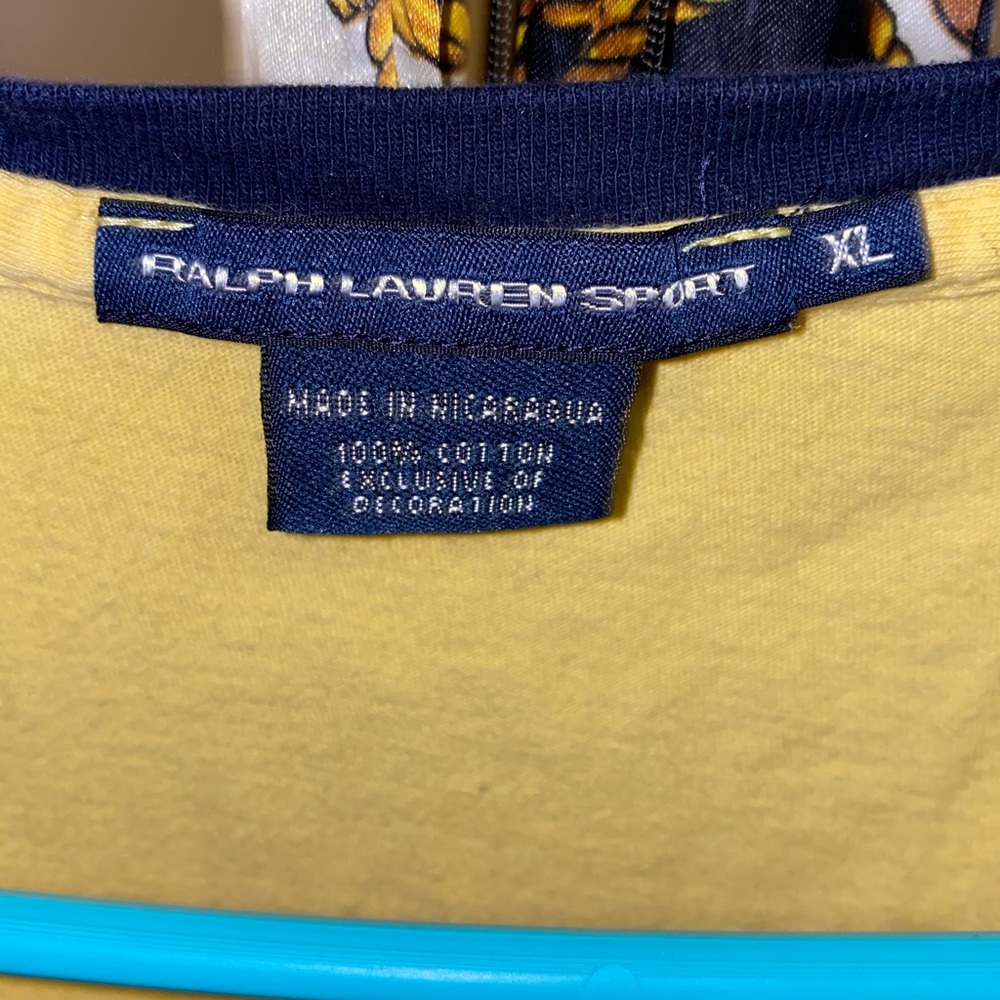 RALPH LAUREN SPORT XL
MADE IN NICARAGUA
100% COTTON
EXCLUSIVE OF
DECORATION